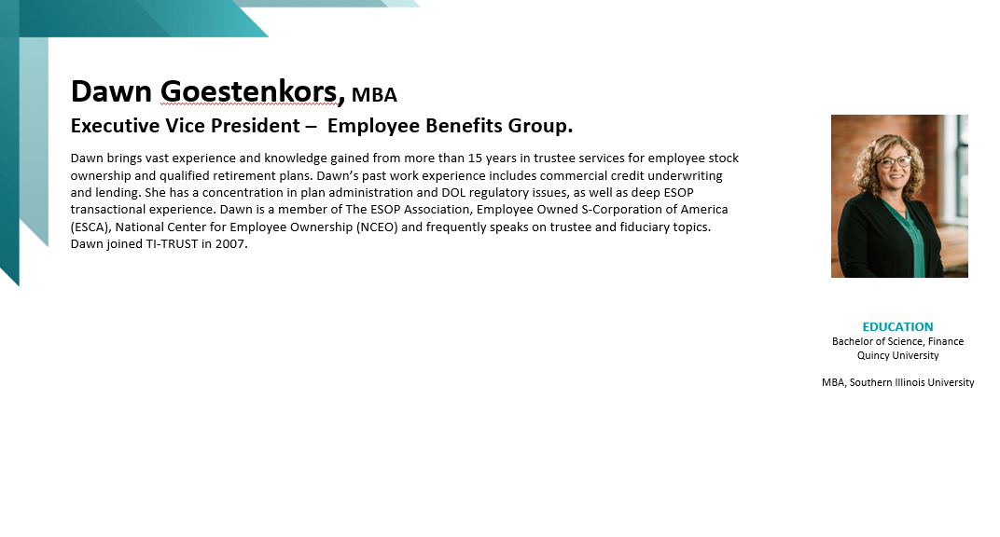 Dawn Goestenkors, MBA
Executive Vice President –  Employee Benefits Group.
Dawn brings vast experience and knowledge gained from more than 15 years in trustee services for employee stock
ownership and qualified retirement plans. Dawn’s past work experience includes commercial credit underwriting
and lending. She has a concentration in plan administration and DOL regulatory issues, as well as deep ESOP
transactional experience. Dawn is a member of The ESOP Association, Employee Owned S-Corporation of America
(ESCA), National Center for Employee Ownership (NCEO) and frequently speaks on trustee and fiduciary topics.
Dawn joined TI-TRUST in 2007.
EDUCATION
Bachelor of Science, Finance
Quincy University
MBA, Southern Illinois University